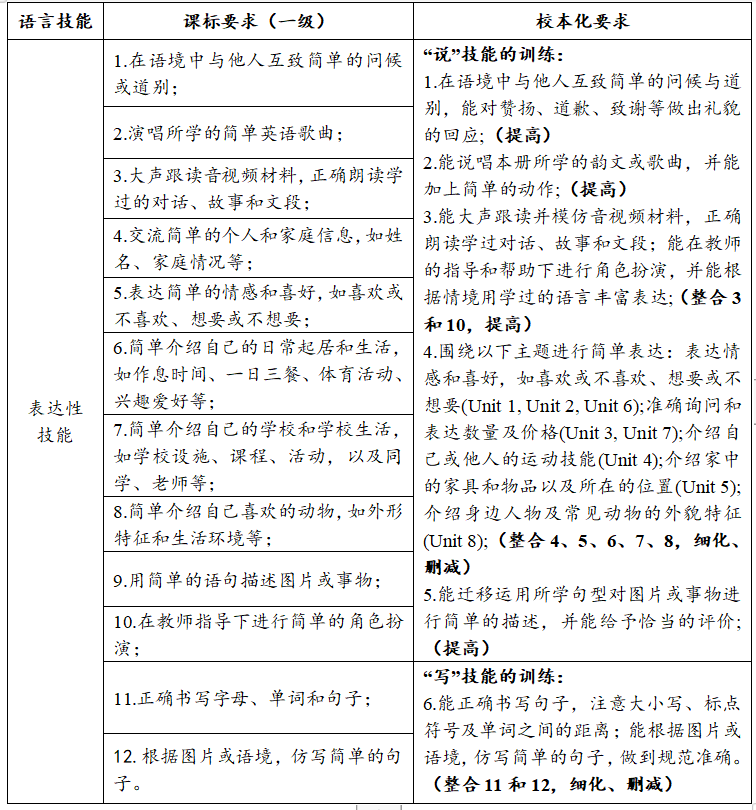 语言技能
课标要求（一级）
校本化要求
表达性
技能
1.在语境中与他人互致简单的问候
或道别；
2.演唱所学的简单英语歌曲；
3.大声跟读音视频材料，正确朗读学
过的对话、故事和文段；
4.交流简单的个人和家庭信息，如姓
名、家庭情况等；
5.表达简单的情感和喜好，如喜欢或
不喜欢、想要或不想要；
6.简单介绍自己的日常起居和生活，
如作息时间、一日三餐、体育活动、
兴趣爱好等；
7.简单介绍自己的学校和学校生活，
如学校设施、课程、活动，以及同
学、老师等；
8.简单介绍自己喜欢的动物，如外形
特征和生活环境等；
9.用简单的语句描述图片或事物；
10.在教师指导下进行简单的角色扮
演；
11.正确书写字母、单词和句子；
12. 根据图片或语境，仿写简单的句
子。
“说”技能的训练：
1.在语境中与他人互致简单的问候与道
别，能对赞扬、道歉、致谢等做出礼貌
的回应;（提高）
2.能说唱本册所学的韵文或歌曲，并能
加上简单的动作;（提高）
3.能大声跟读并模仿音视频材料，正确
朗读学过对话、故事和文段；能在教师
的指导和帮助下进行角色扮演，并能根
据情境用学过的语言丰富表达;（整合 3
和 10，提高）
4.围绕以下主题进行简单表达：表达情
感和喜好，如喜欢或不喜欢、想要或不
想要(Unit 1, Unit 2, Unit 6);准确询问和
表达数量及价格(Unit 3, Unit 7);介绍自
己或他人的运动技能(Unit 4);介绍家中
的家具和物品以及所在的位置(Unit 5);
介绍身边人物及常见动物的外貌特征
(Unit 8);（整合 4、5、6、7、8，细化、
删减）
5.能迁移运用所学句型对图片或事物进
行简单的描述，并能给予恰当的评价;
（提高）
“写”技能的训练：
6.能正确书写句子，注意大小写、标点
符号及单词之间的距离；能根据图片或
语境，仿写简单的句子，做到规范准确。
（整合 11 和 12，细化、删减）